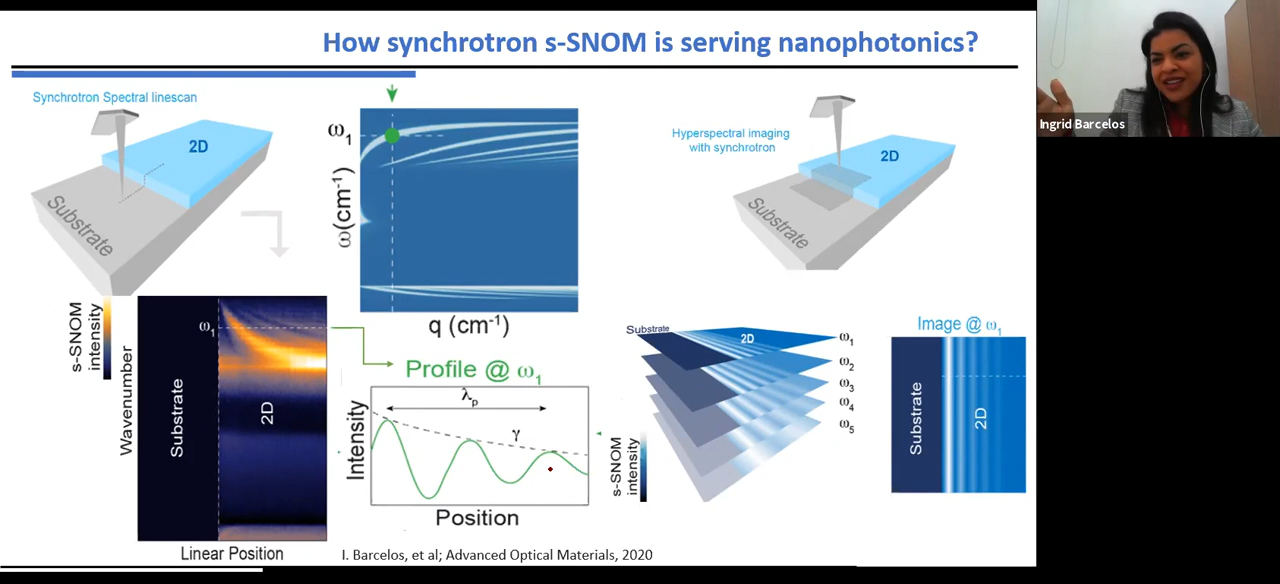 How synchrotron s-SNOM is serving nanophotonics?
Ingrid Barcelos
Synchrotron Spectral linescan
2D
Substrate
ω₁
ω(cm⁻¹)
q (cm⁻¹)
Hyperspectral imaging
with synchrotron
2D
Substrate
s-SNOM
intensity
Wavenumber
ω₁
Substrate
2D
Linear Position
Profile @ ω₁
λₚ
γ
Intensity
Position
Substrate
2D
ω₁
ω₂
ω₃
ω₄
ω₅
s-SNOM
intensity
Image @ ω₁
Substrate
2D
I. Barcelos, et al; Advanced Optical Materials, 2020